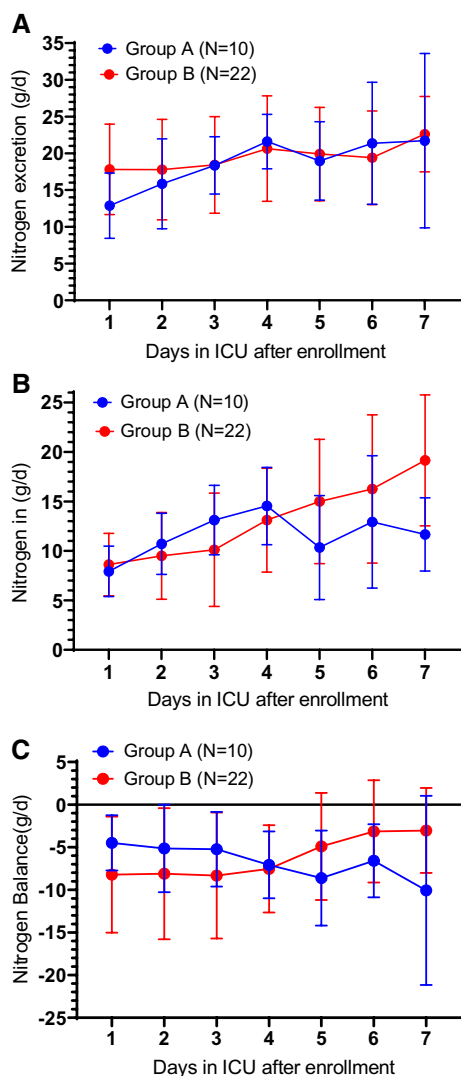 A
Group A (N=10)
Group B (N=22)
Nitrogen excretion (g/d)
35
30
25
20
15
10
5
0
1 2 3 4 5 6 7
Days in ICU after enrollment
B
Group A (N=10)
Group B (N=22)
Nitrogen in (g/d)
25
20
15
10
5
0
1 2 3 4 5 6 7
Days in ICU after enrollment
C
Group A (N=10)
Group B (N=22)
Nitrogen Balance(g/d)
5
0
-5
-10
-15
-20
-25
1 2 3 4 5 6 7
Days in ICU after enrollment